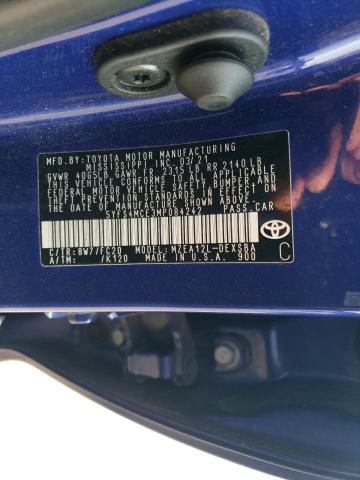 MFD.BY:TOYOTA MOTOR MANUFACTURING
MISSISSIPPI, INC. 03/21
GVWR 4065LB GAWR FR 2315 LB RR 2140 LB
THIS VEHICLE CONFORMS TO ALL APPLICABLE
FEDERAL MOTOR VEHICLE SAFETY, BUMPER, AND
THEFT PREVENTION STANDARDS IN EFFECT ON
THE DATE OF MANUFACTURE SHOWN ABOVE.
5YFS4MCE3MP084242 PASS.CAR
C/TR:8W7/FC20 MODEL:MZEA12L-DEXSBA
A/TM: /K120 MADE IN U.S.A. 900
C
TOYOTA